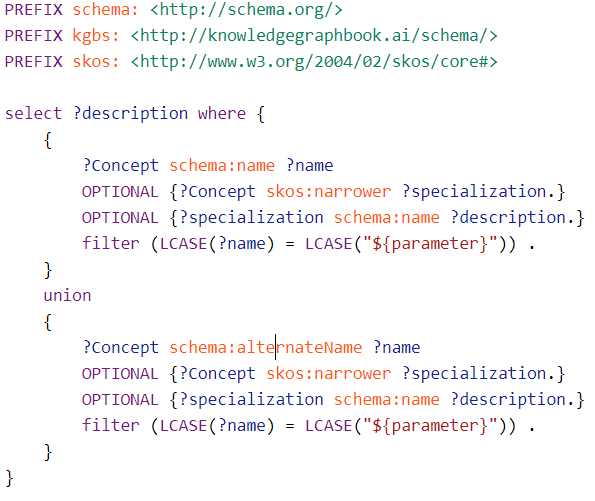 PREFIX schema: <http://schema.org/>
PREFIX kgbs: <http://knowledgegraphbook.ai/schema/>
PREFIX skos: <http://www.w3.org/2004/02/skos/core#>

select ?description where {
    {
        ?Concept schema:name ?name
        OPTIONAL {?Concept skos:narrower ?specialization.}
        OPTIONAL {?specialization schema:name ?description.}
        filter (LCASE(?name) = LCASE("${parameter}")) .
    }
    union
    {
        ?Concept schema:alternateName ?name
        OPTIONAL {?Concept skos:narrower ?specialization.}
        OPTIONAL {?specialization schema:name ?description.}
        filter (LCASE(?name) = LCASE("${parameter}")) .
    }
}